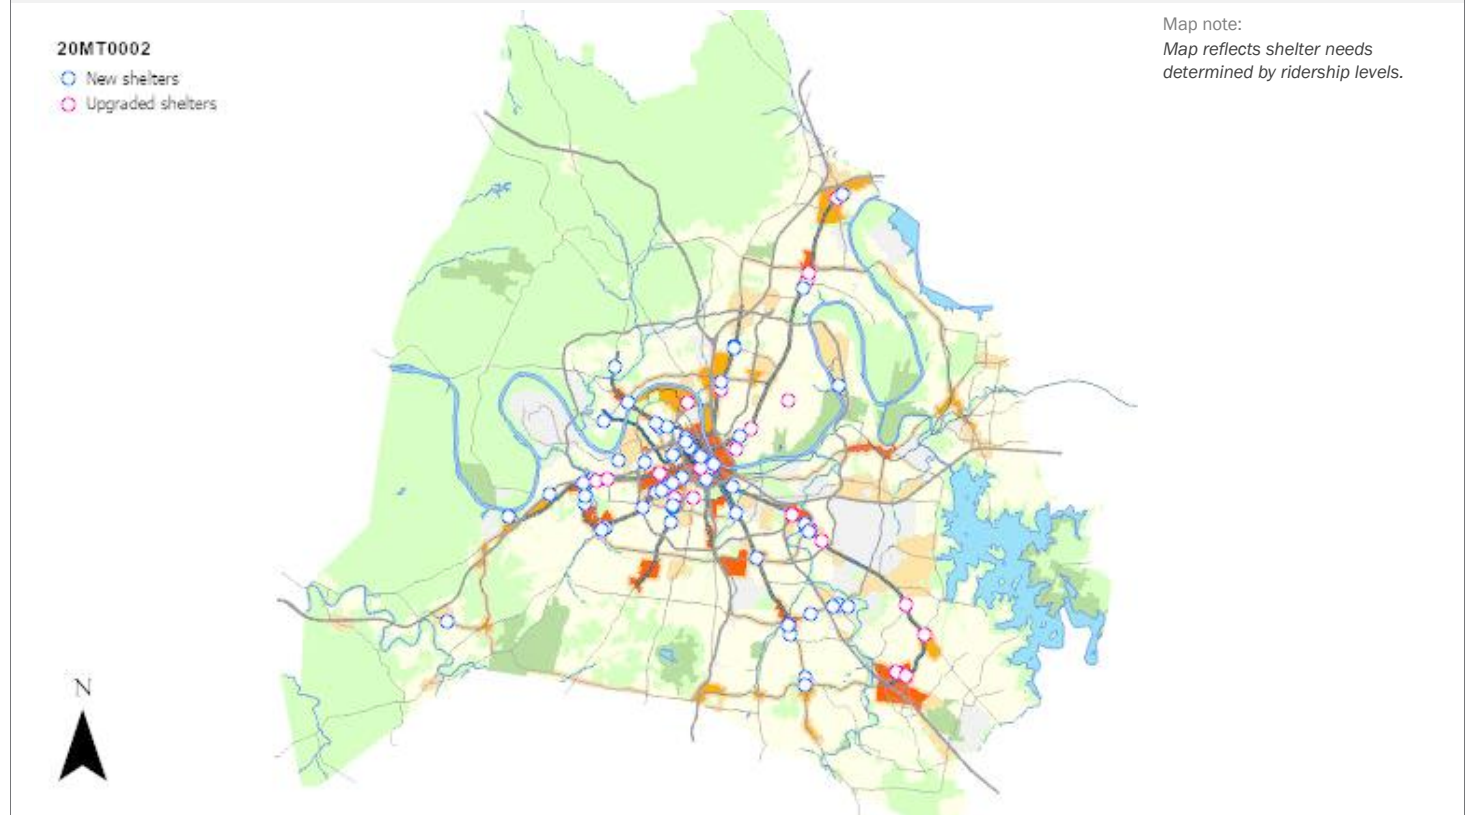 20MT0002
New shelters
Upgraded shelters
Map note:
Map reflects shelter needs
determined by ridership levels.
N